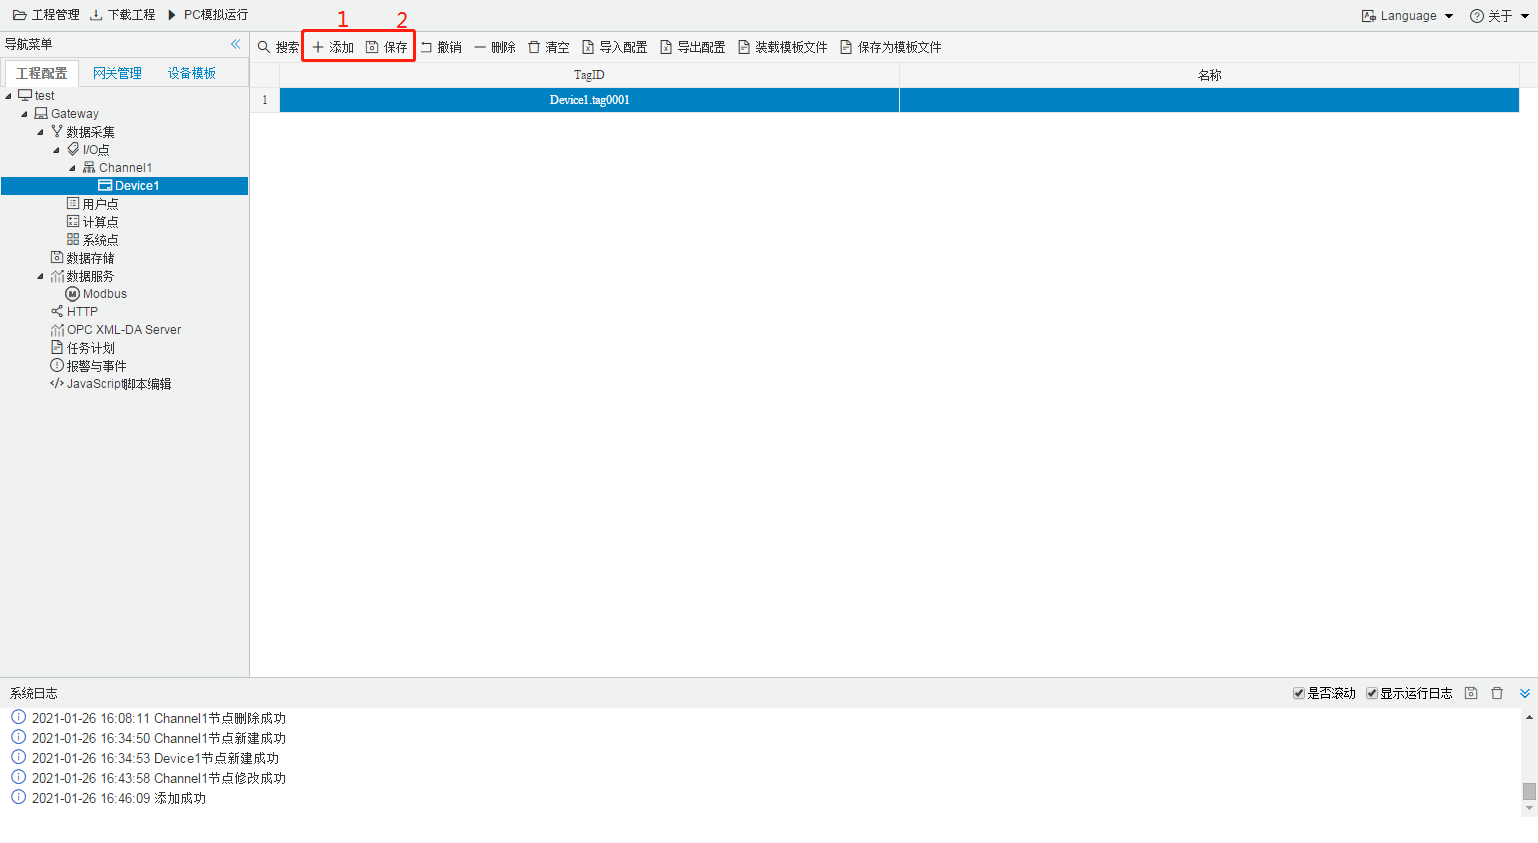 工程管理 下载工程 PC模拟运行 1 2 Language 关于
导航菜单
搜索 添加 保存 撤销 删除 清空 导入配置 导出配置 装载模板文件 保存为模板文件
工程配置 网关管理 设备模板
TagID 名称
1 Device1.tag0001
test
Gateway
数据采集
I/O点
Channel1
Device1
用户点
计算点
系统点
数据存储
数据服务
Modbus
HTTP
OPC XML-DA Server
任务计划
报警与事件
JavaScript脚本编辑
系统日志 是否滚动 显示运行日志
2021-01-26 16:08:11 Channel1节点删除成功
2021-01-26 16:34:50 Channel1节点新建成功
2021-01-26 16:34:53 Device1节点新建成功
2021-01-26 16:43:58 Channel1节点修改成功
2021-01-26 16:46:09 添加成功